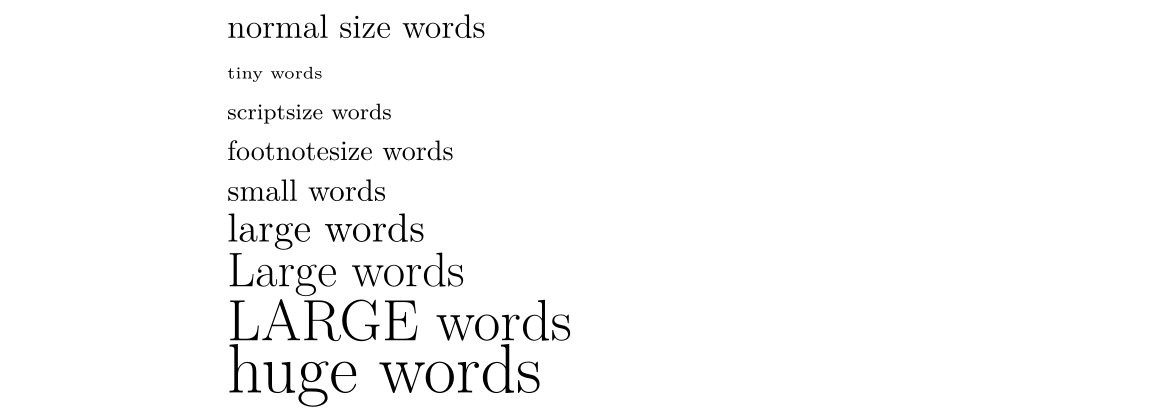 normal size words
tiny words
scriptsize words
footnotesize words
small words
large words
Large words
LARGE words
huge words